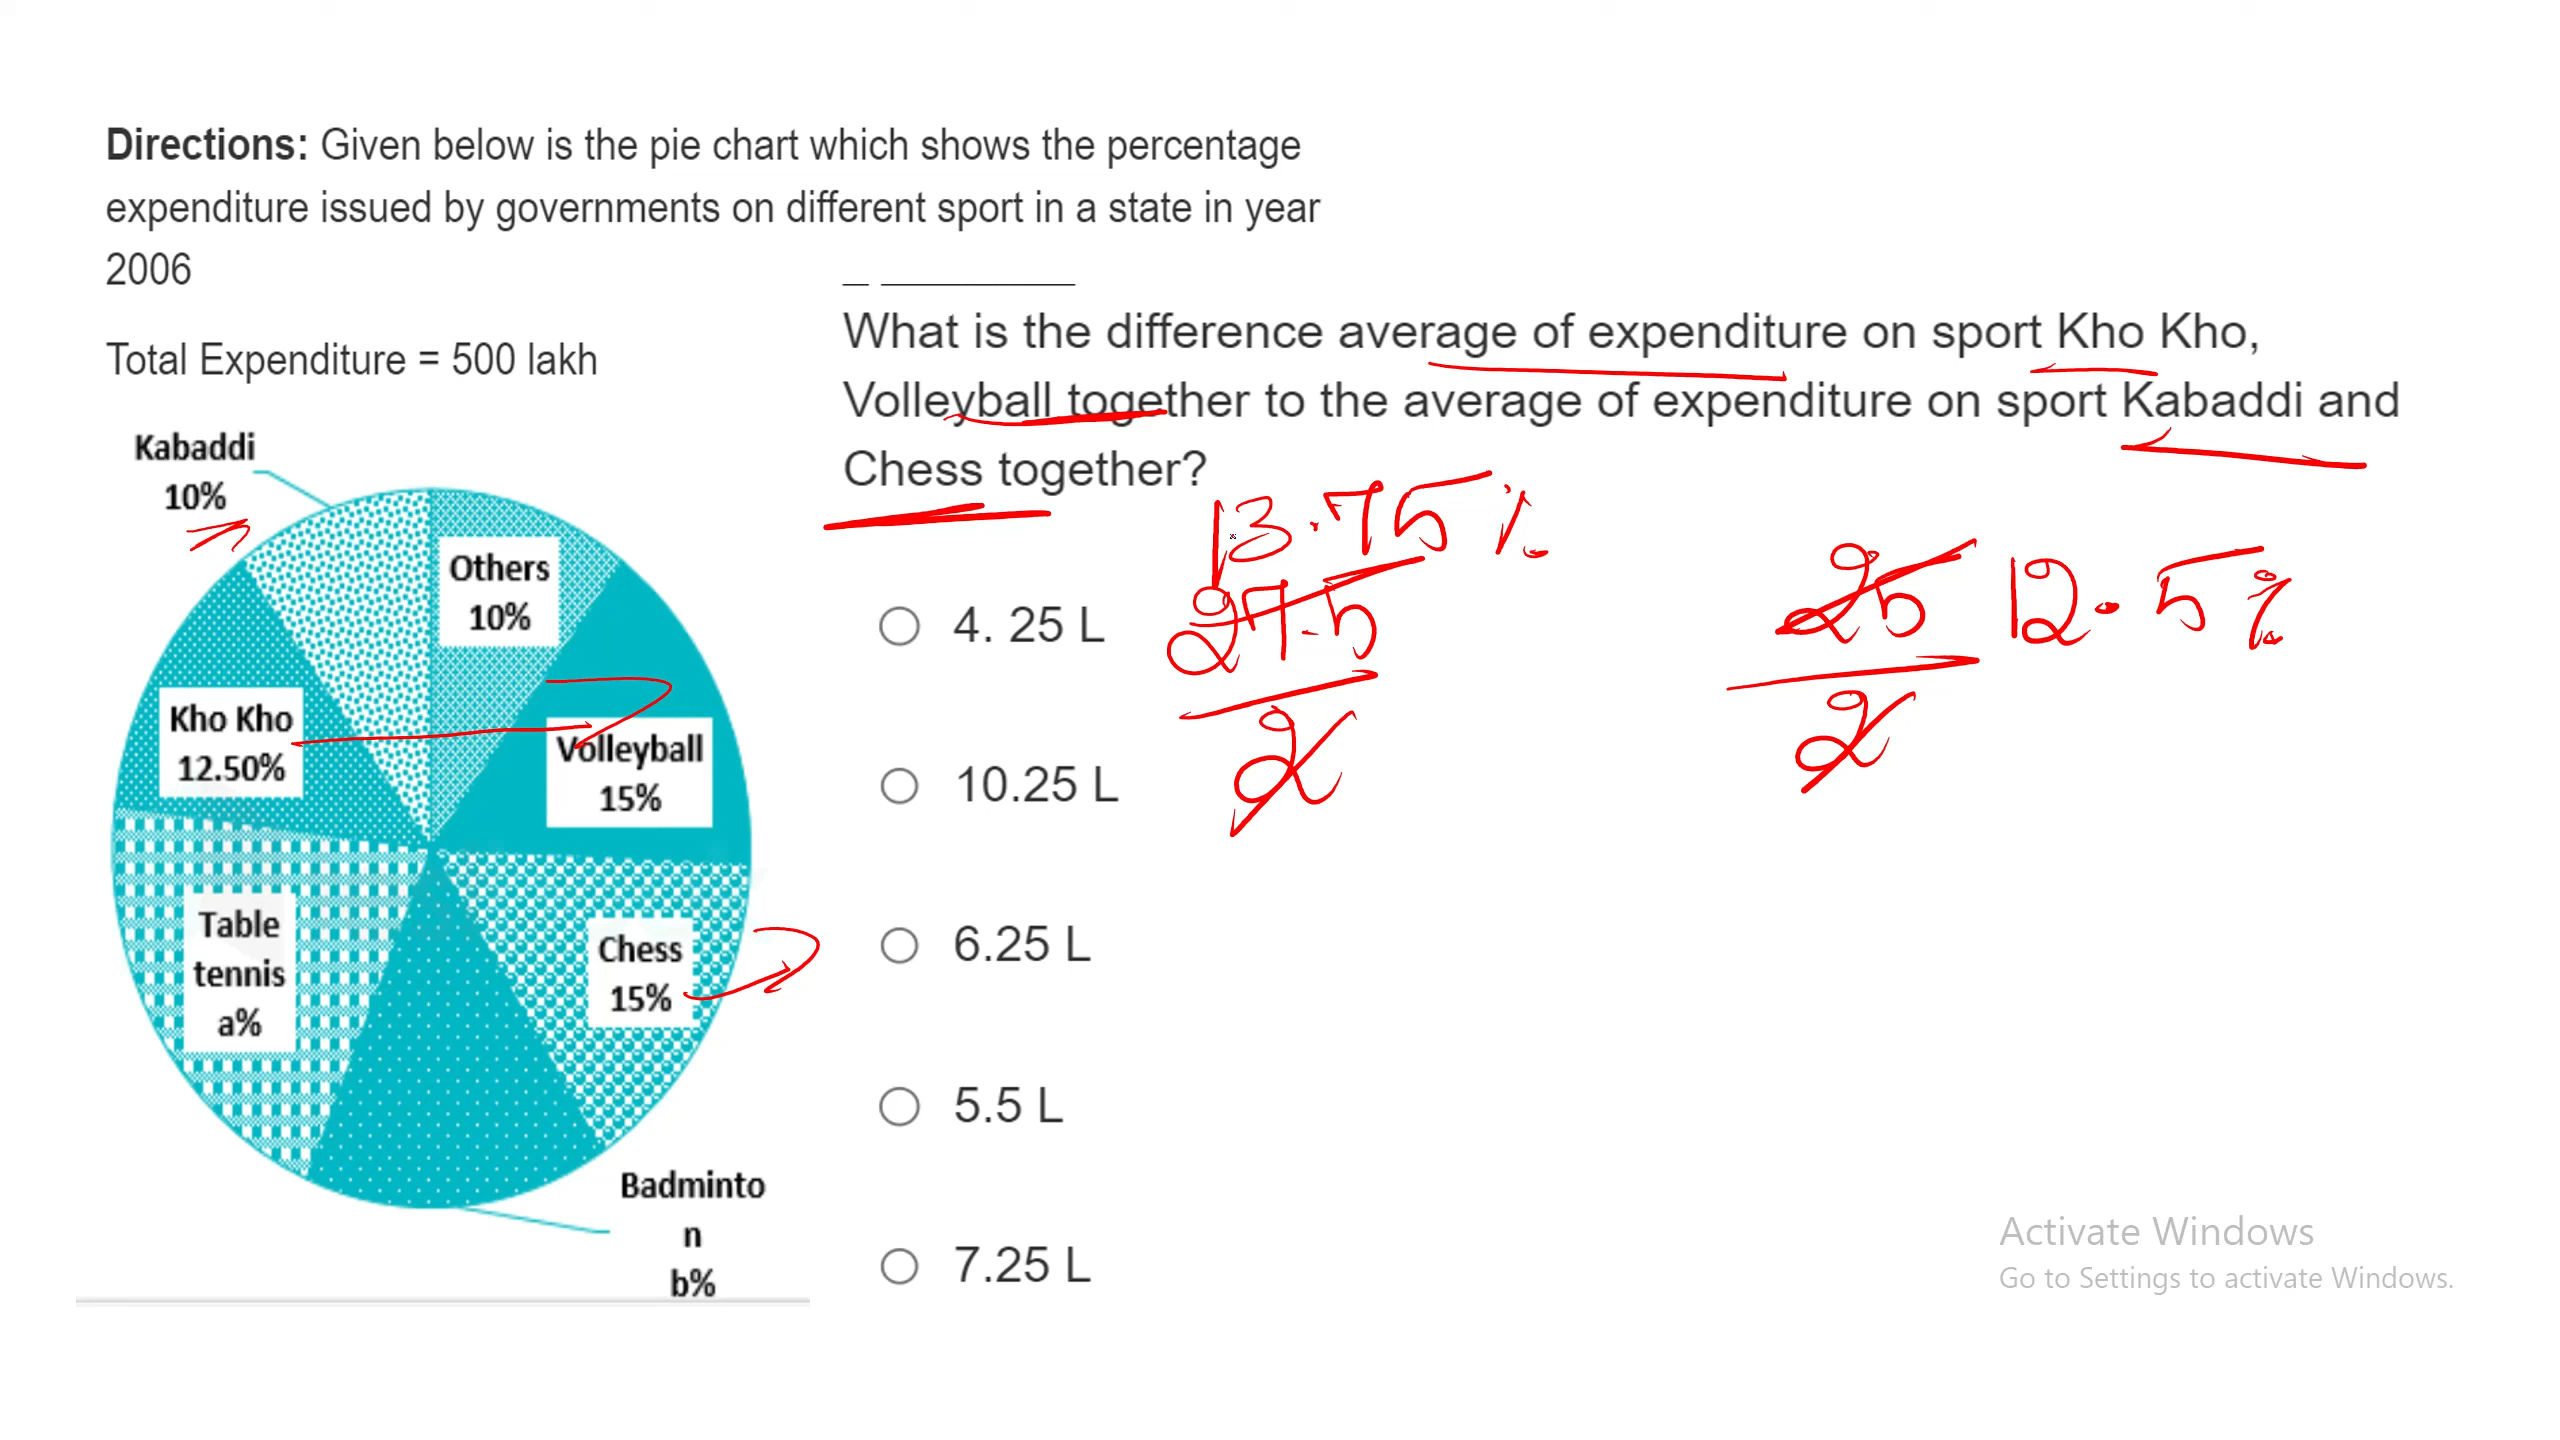 Directions: Given below is the pie chart which shows the percentage
expenditure issued by governments on different sport in a state in year
2006
Total Expenditure = 500 lakh
What is the difference average of expenditure on sport Kho Kho,
Volleyball together to the average of expenditure on sport Kabaddi and
Chess together?
Kabaddi
10%
Others
10%
Kho Kho
12.50%
Volleyball
15%
Table
tennis
a%
Chess
15%
Badminto
n
b%
4. 25 L
10.25 L
6.25 L
5.5 L
7.25 L
13.75 %
27.5
2
25 12.5%
2
Activate Windows
Go to Settings to activate Windows.